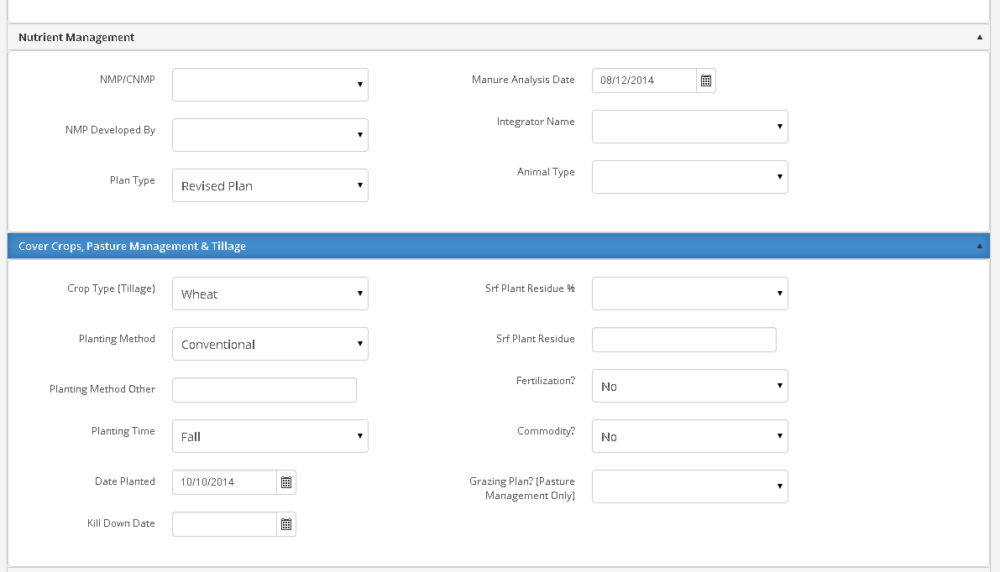 Nutrient Management
NMP/CNMP
Manure Analysis Date 08/12/2014
Integrator Name
NMP Developed By
Animal Type
Plan Type Revised Plan
Cover Crops, Pasture Management & Tillage
Crop Type (Tillage) Wheat
Srf Plant Residue %
Planting Method Conventional
Srf Plant Residue
Planting Method Other
Fertilization? No
Planting Time Fall
Commodity? No
Date Planted 10/10/2014
Grazing Plan? (Pasture
Management Only)
Kill Down Date